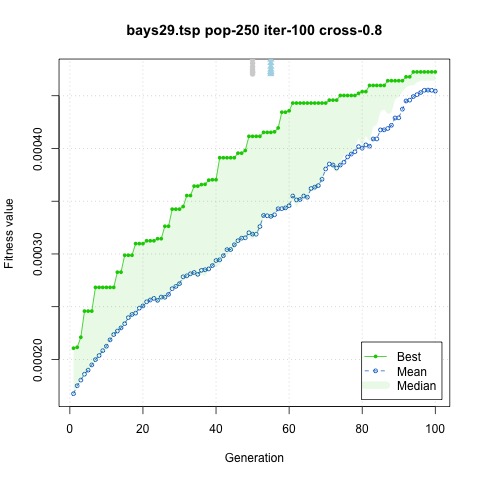 bays29.tsp pop-250 iter-100 cross-0.8
Fitness value
0.00040
0.00030
0.00020
Best
Mean
Median
0 20 40 60 80 100
Generation